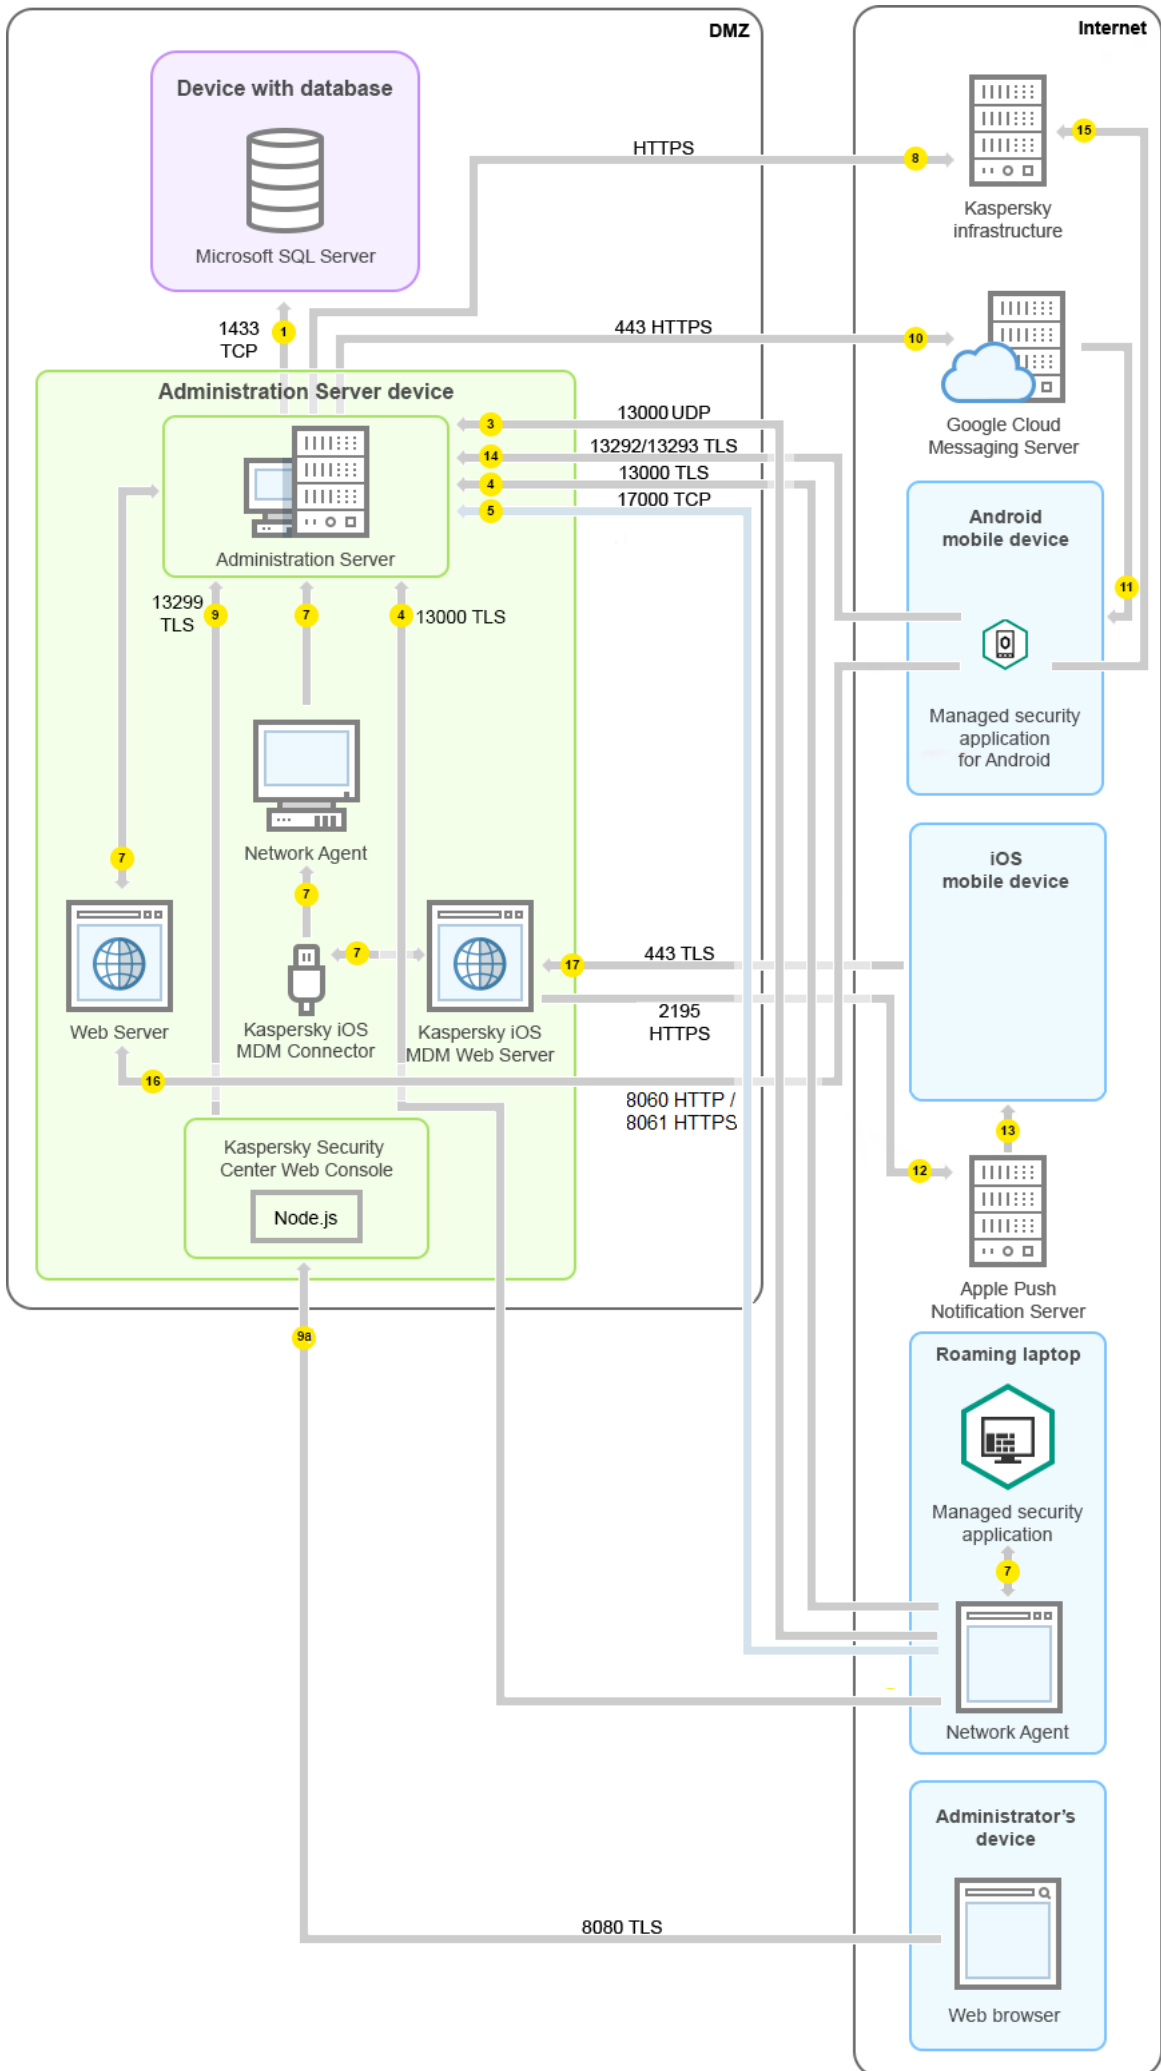 DMZ
Internet
Device with database
Microsoft SQL Server
HTTPS
8
15
Kaspersky
infrastructure
1433
TCP
1
443 HTTPS
10
Google Cloud
Messaging Server
Administration Server device
Administration Server
3
13000 UDP
14
13292/13293 TLS
4
13000 TLS
5
17000 TCP
Android
mobile device
11
Managed security
application
for Android
13299
TLS
9
7
4
13000 TLS
Network Agent
7
7
7
iOS
mobile device
Web Server
Kaspersky iOS
MDM Connector
Kaspersky iOS
MDM Web Server
17
443 TLS
2195
HTTPS
16
8060 HTTP /
8061 HTTPS
13
12
Apple Push
Notification Server
Kaspersky Security
Center Web Console
Node.js
9a
Roaming laptop
Managed security
application
7
Network Agent
Administrator's
device
8080 TLS
Web browser